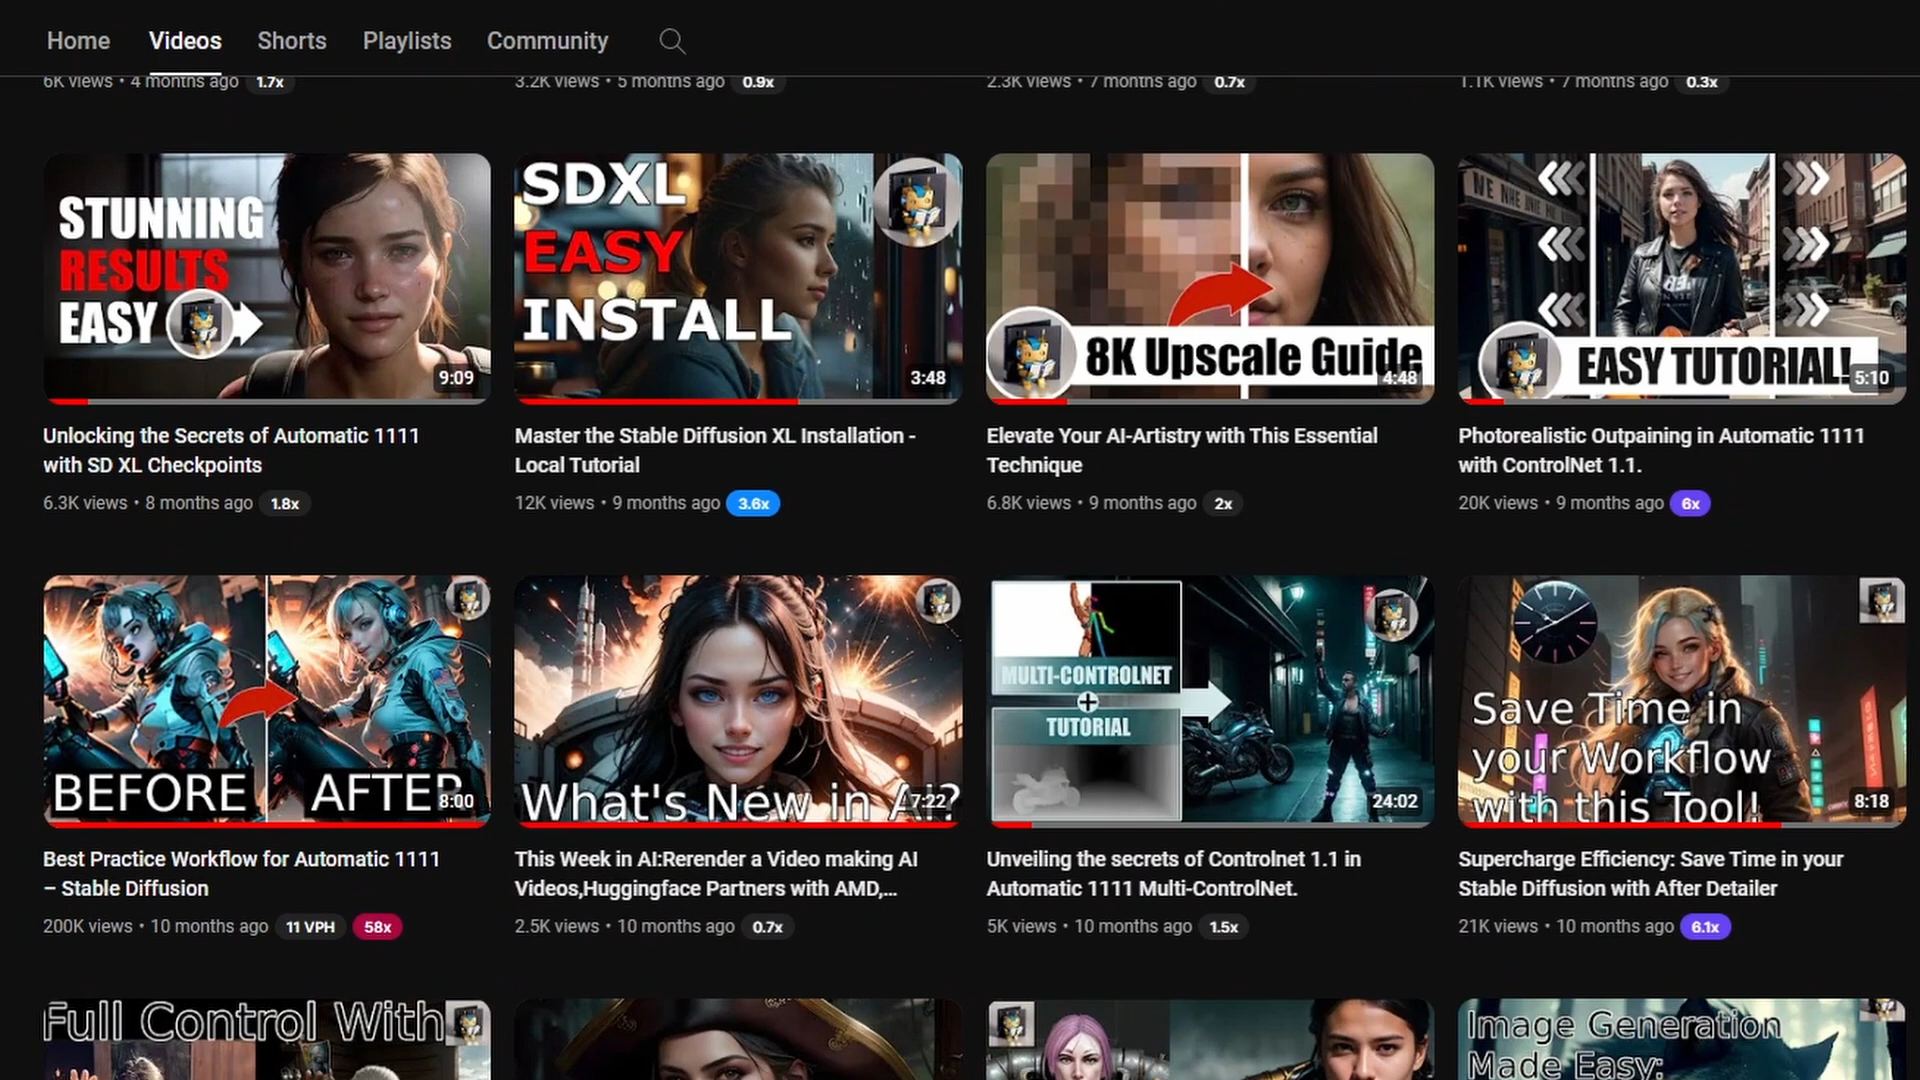 Home Videos Shorts Playlists Community
6K views • 4 months ago 1.7x
3.2K views • 5 months ago 0.9x
2.3K views • 7 months ago 0.7x
1.1K views • 7 months ago 0.3x
STUNNING
RESULTS
EASY
9:09
SDXL
EASY
INSTALL
3:48
8K Upscale Guide
4:48
EASY TUTORIAL!
5:10
Unlocking the Secrets of Automatic 1111
with SD XL Checkpoints
6.3K views • 8 months ago 1.8x
Master the Stable Diffusion XL Installation -
Local Tutorial
12K views • 9 months ago 3.6x
Elevate Your AI-Artistry with This Essential
Technique
6.8K views • 9 months ago 2x
Photorealistic Outpaining in Automatic 1111
with ControlNet 1.1.
20K views • 9 months ago 6x
BEFORE AFTER
8:00
What's New in AI?
7:22
MULTI-CONTROLNET
+
TUTORIAL
24:02
Save Time in
your Workflow
with this Tool!
8:18
Best Practice Workflow for Automatic 1111
– Stable Diffusion
200K views • 10 months ago 11 VPH 58x
This Week in AI:Rerender a Video making AI
Videos,Huggingface Partners with AMD,...
2.5K views • 10 months ago 0.7x
Unveiling the secrets of Controlnet 1.1 in
Automatic 1111 Multi-ControlNet.
5K views • 10 months ago 1.5x
Supercharge Efficiency: Save Time in your
Stable Diffusion with After Detailer
21K views • 10 months ago 6.1x
Full Control With
Image Generation
Made Easy: